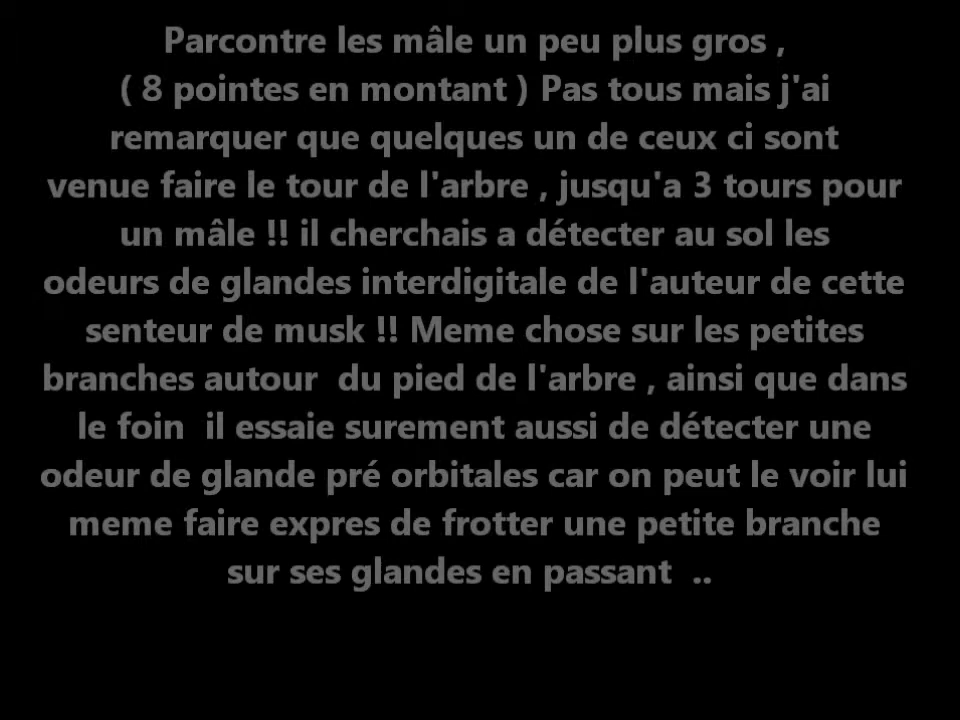 Parcontre les mâle un peu plus gros ,
( 8 pointes en montant ) Pas tous mais j'ai
remarquer que quelques un de ceux ci sont
venue faire le tour de l'arbre , jusqu'a 3 tours pour
un mâle !! il cherchais a détecter au sol les
odeurs de glandes interdigitale de l'auteur de cette
senteur de musk !! Meme chose sur les petites
branches autour  du pied de l'arbre , ainsi que dans
le foin  il essaie surement aussi de détecter une
odeur de glande pré orbitales car on peut le voir lui
meme faire expres de frotter une petite branche
sur ses glandes en passant  ..